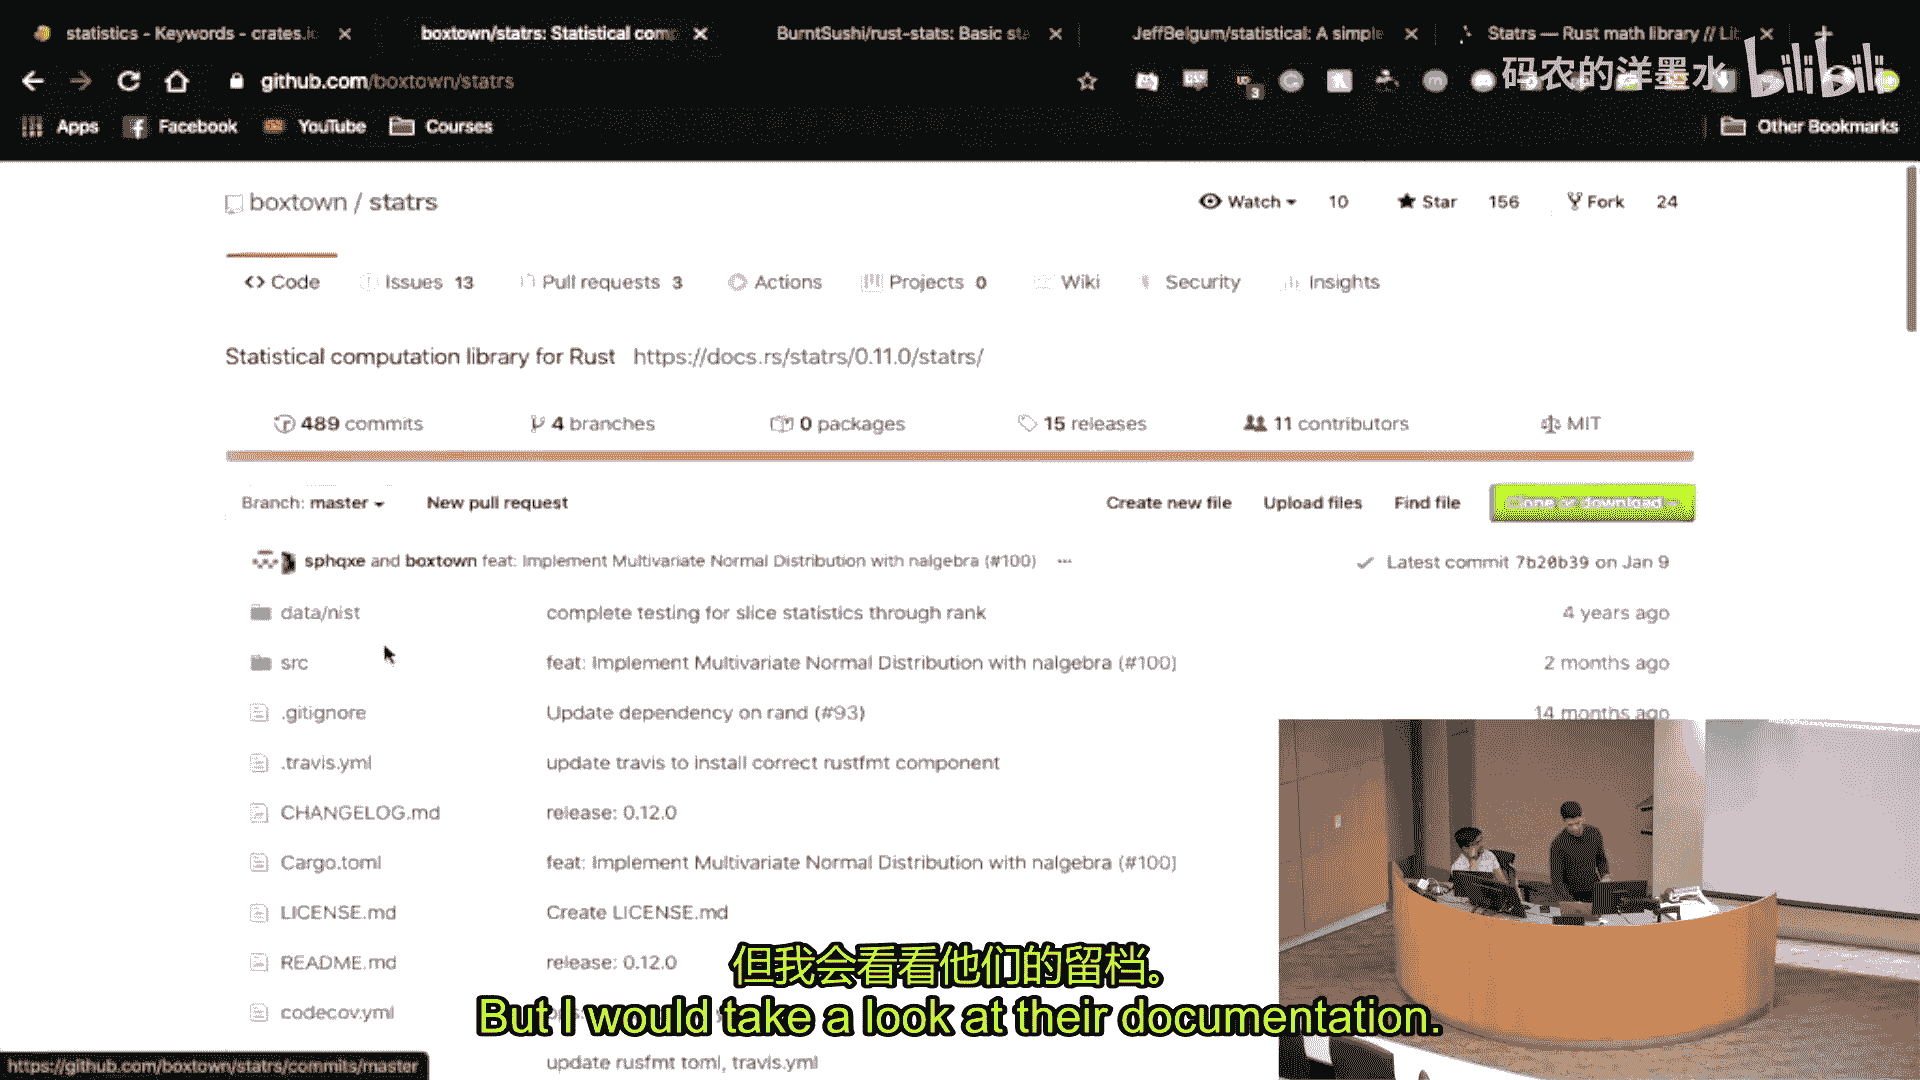 statistics - Keywords - crates.ic
boxtown/statrs: Statistical com
BurntSushi/rust-stats: Basic sta
JeffBelgum/statistical: A simple
Statrs — Rust math library // Lib
github.com/boxtown/statrs
3
码农的洋墨水
bilibili
Apps
Facebook
YouTube
Courses
Other Bookmarks
boxtown / statrs
Watch 10
Star 156
Fork 24
Code
Issues 13
Pull requests 3
Actions
Projects 0
Wiki
Security
Insights
Statistical computation library for Rust https://docs.rs/statrs/0.11.0/statrs/
489 commits
4 branches
0 packages
15 releases
11 contributors
MIT
Branch: master
New pull request
Create new file
Upload files
Find file
Clone or download
sphqxe and boxtown feat: Implement Multivariate Normal Distribution with nalgebra (#100) ...
Latest commit 7b20b39 on Jan 9
data/nist complete testing for slice statistics through rank 4 years ago
src feat: Implement Multivariate Normal Distribution with nalgebra (#100) 2 months ago
.gitignore Update dependency on rand (#93) 14 months ago
.travis.yml update travis to install correct rustfmt component
CHANGELOG.md release: 0.12.0
Cargo.toml feat: Implement Multivariate Normal Distribution with nalgebra (#100)
LICENSE.md Create LICENSE.md
README.md release: 0.12.0
codecov.yml
update rusfmt toml, travis.yml
但我会看看他们的留档。
But I would take a look at their documentation.
https://github.com/boxtown/statrs/commits/master